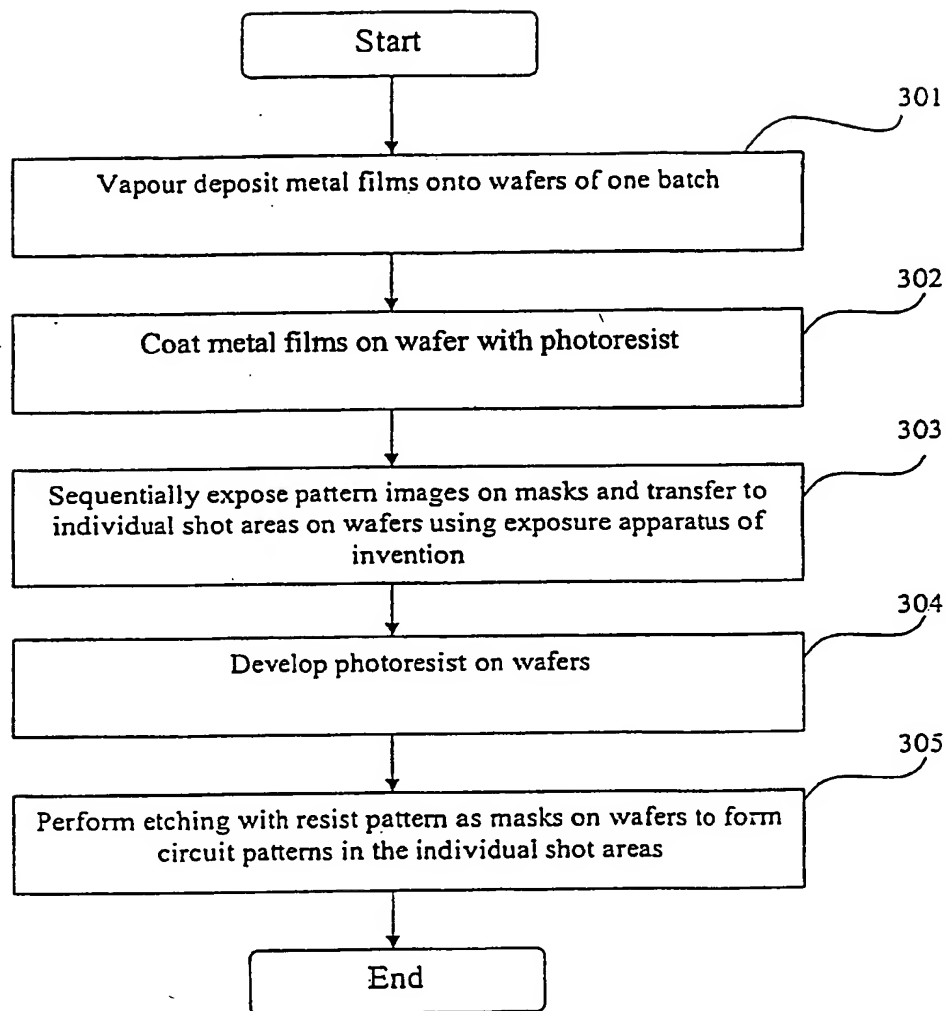 Start
301
Vapour deposit metal films onto wafers of one batch
302
Coat metal films on wafer with photoresist
303
Sequentially expose pattern images on masks and transfer to
individual shot areas on wafers using exposure apparatus of
invention
304
Develop photoresist on wafers
305
Perform etching with resist pattern as masks on wafers to form
circuit patterns in the individual shot areas
End